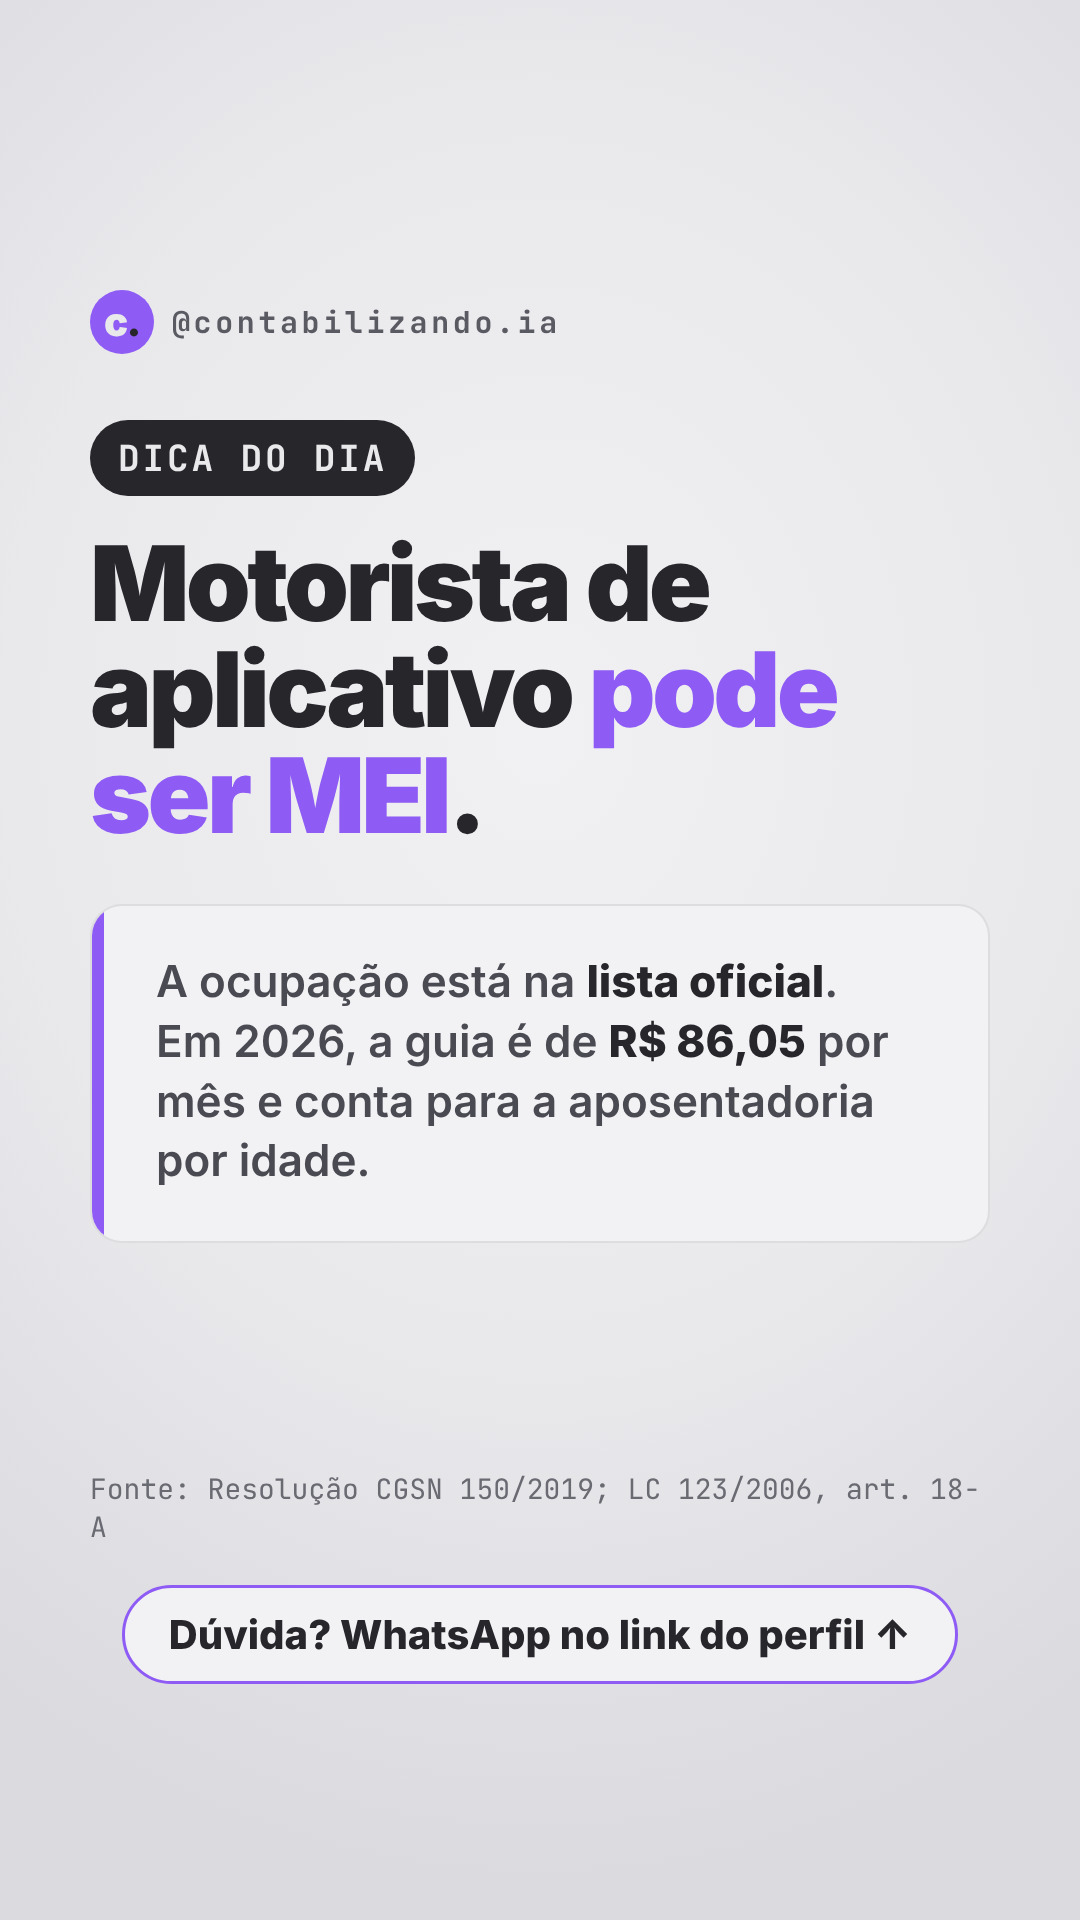 c.
@contabilizando.ia
DICA DO DIA
Motorista de
aplicativo pode
ser MEI.
A ocupação está na lista oficial.
Em 2026, a guia é de R$ 86,05 por
mês e conta para a aposentadoria
por idade.
Fonte: Resolução CGSN 150/2019; LC 123/2006, art. 18-
A
Dúvida? WhatsApp no link do perfil ↑